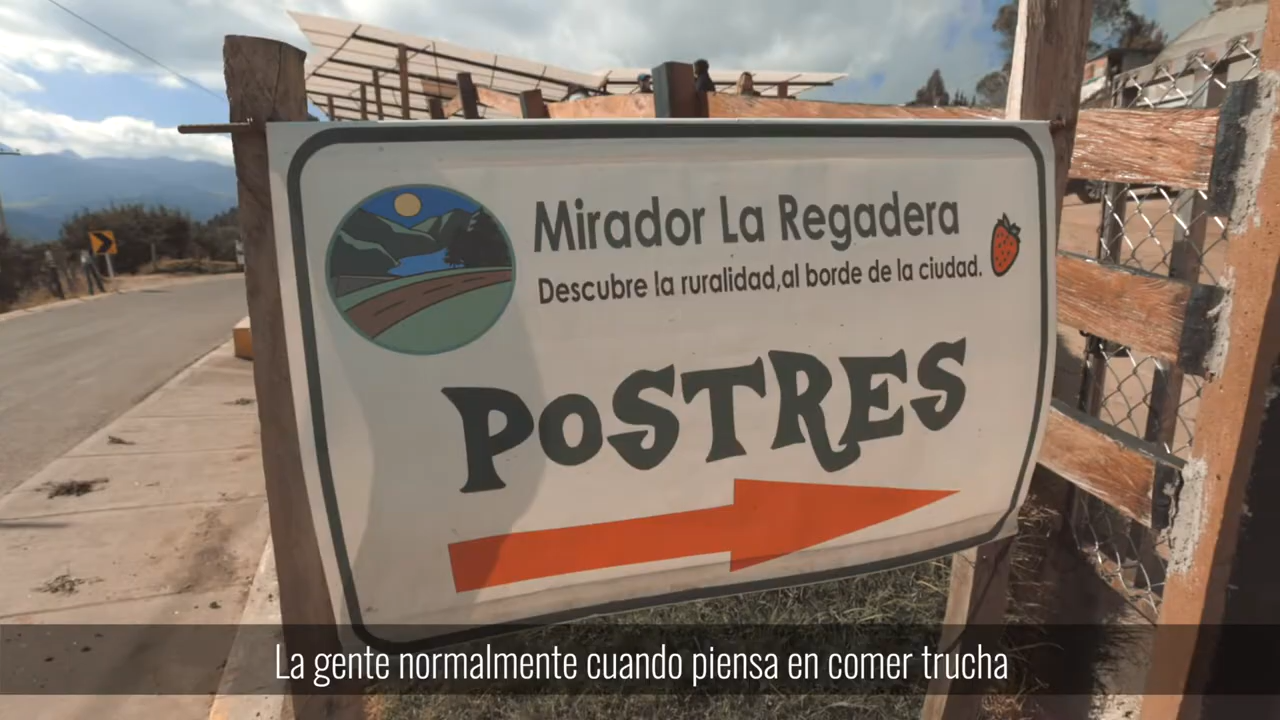 Mirador La Regadera
Descubre la ruralidad,al borde de la ciudad.
PoSTRES
La gente normalmente cuando piensa en comer trucha